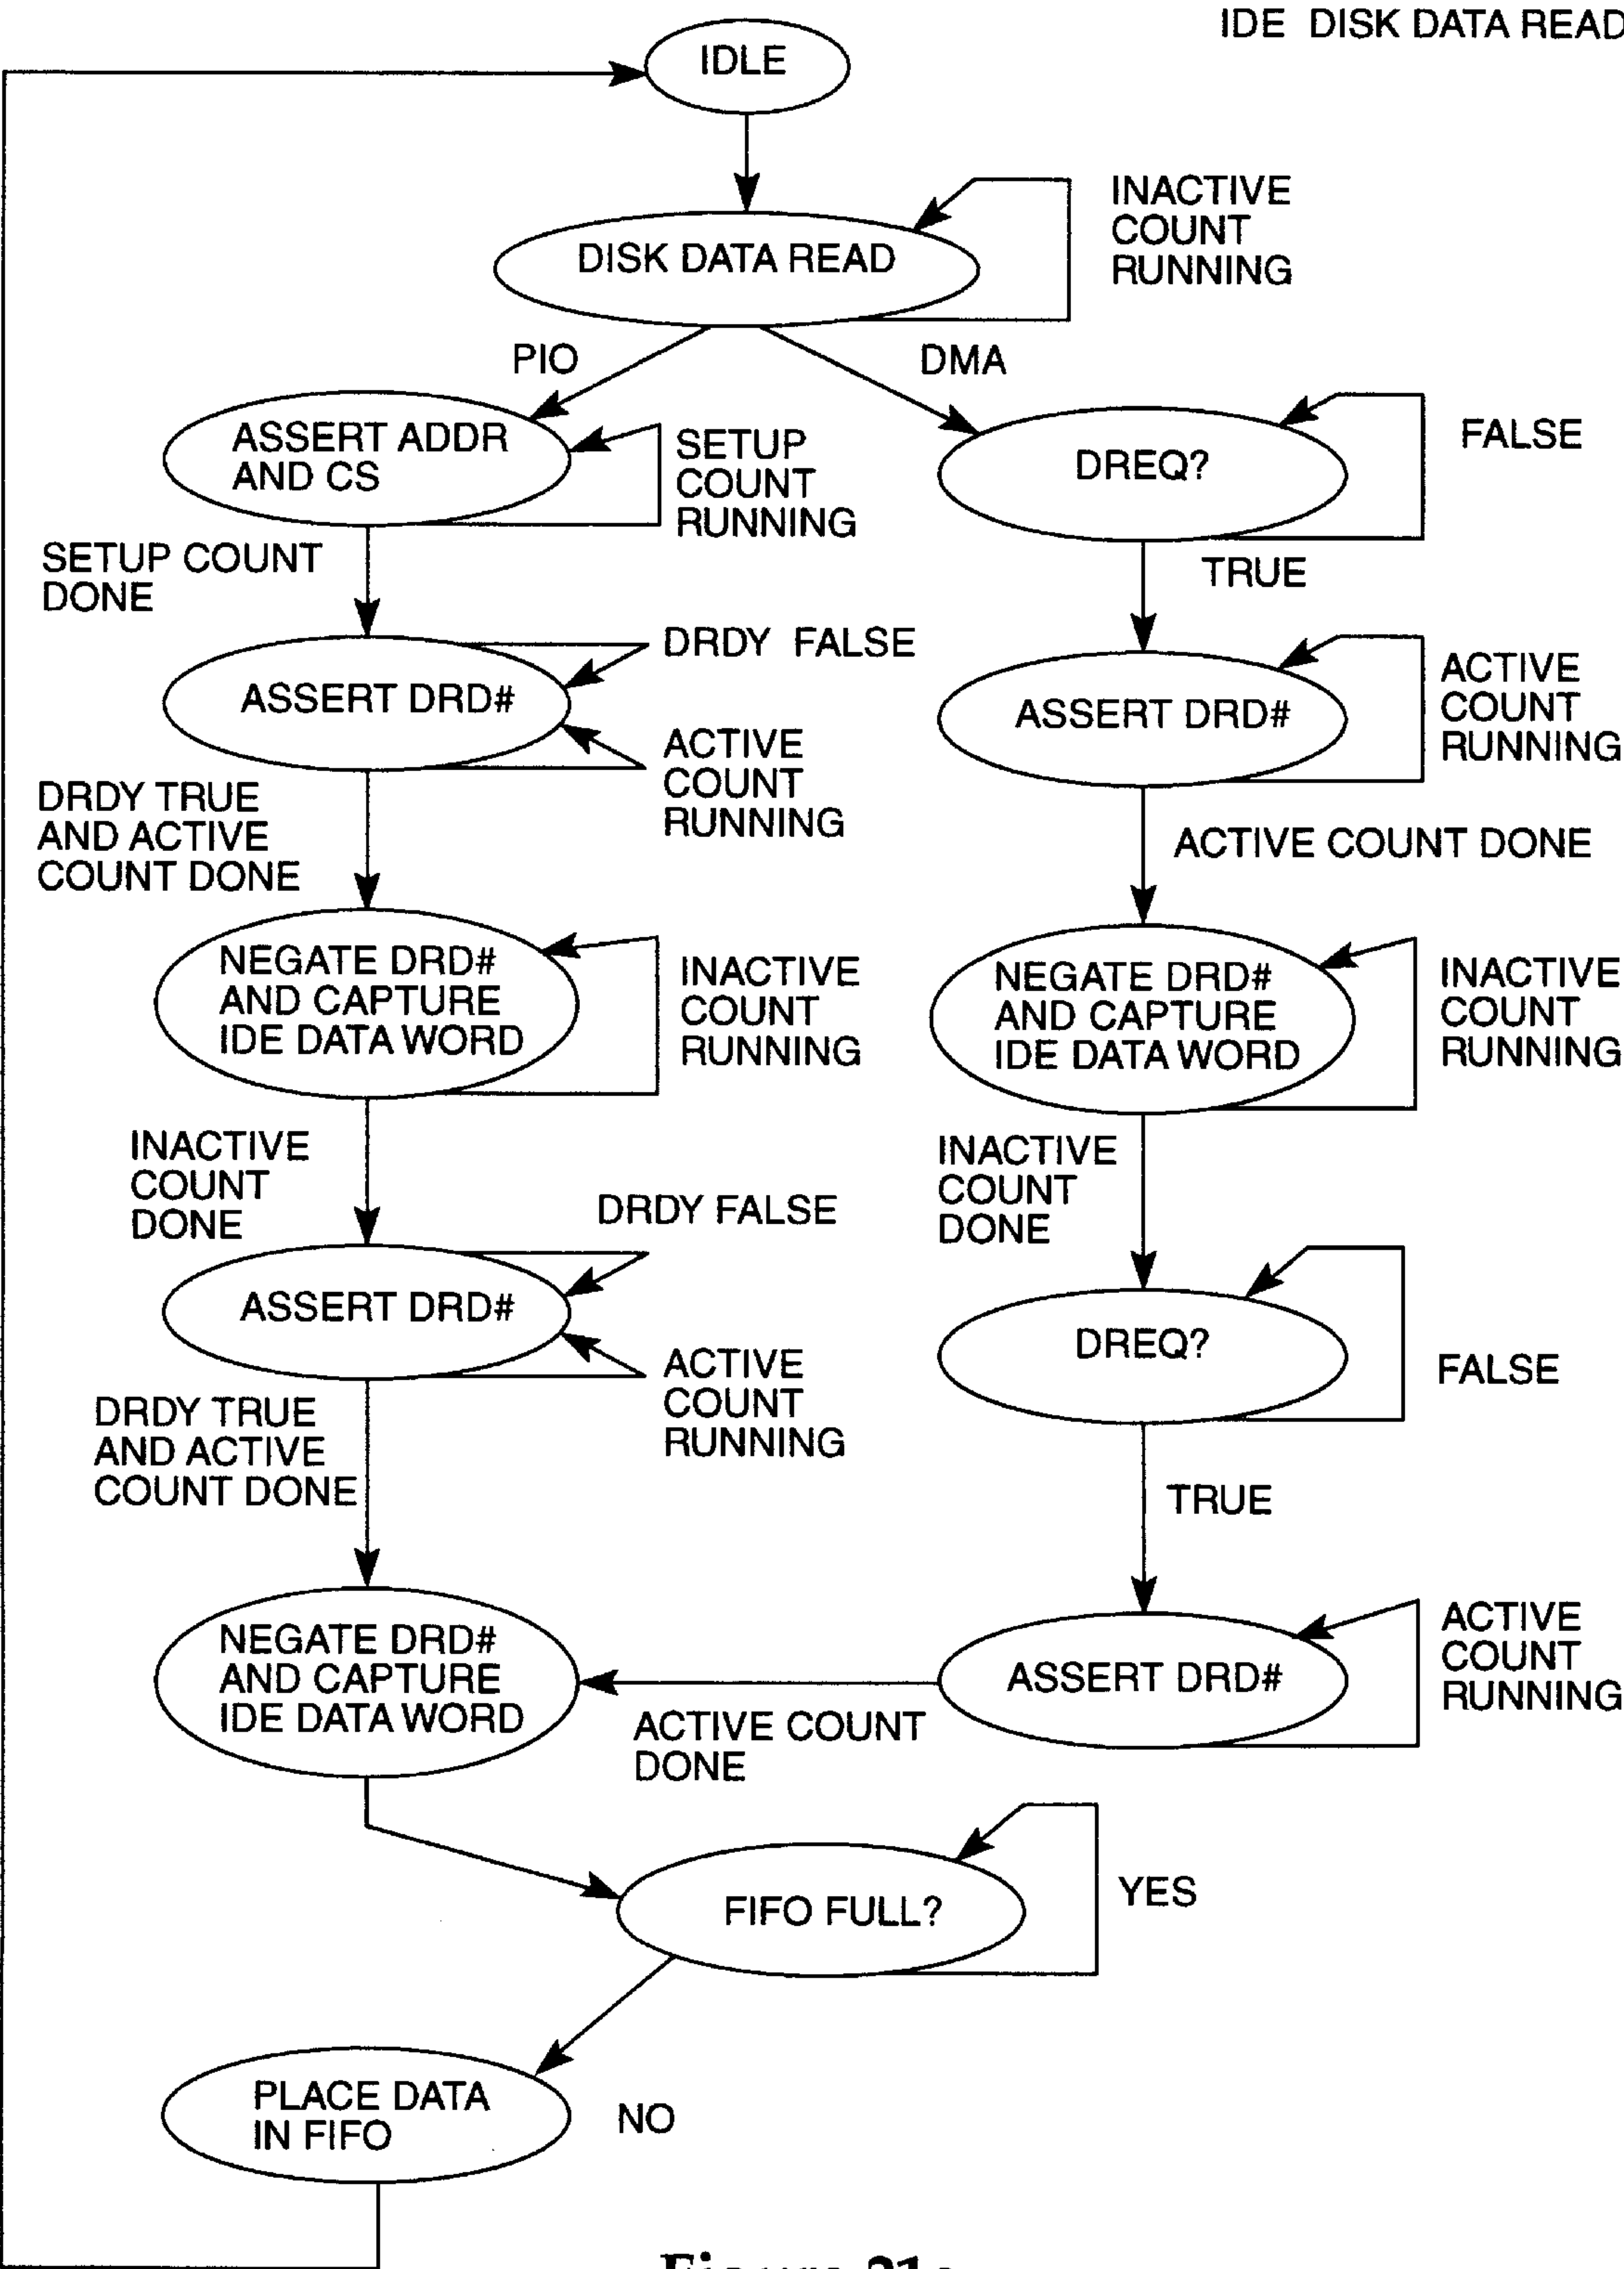 IDE DISK DATA READ
IDLE
INACTIVE
COUNT
RUNNING
DISK DATA READ
PIO
DMA
ASSERT ADDR
AND CS
SETUP
COUNT
RUNNING
DREQ?
FALSE
SETUP COUNT
DONE
TRUE
ASSERT DRD#
DRDY FALSE
ACTIVE
COUNT
RUNNING
ASSERT DRD#
ACTIVE
COUNT
RUNNING
DRDY TRUE
AND ACTIVE
COUNT DONE
ACTIVE COUNT DONE
NEGATE DRD#
AND CAPTURE
IDE DATA WORD
INACTIVE
COUNT
RUNNING
NEGATE DRD#
AND CAPTURE
IDE DATA WORD
INACTIVE
COUNT
RUNNING
INACTIVE
COUNT
DONE
INACTIVE
COUNT
DONE
DRDY FALSE
ASSERT DRD#
ACTIVE
COUNT
RUNNING
DREQ?
FALSE
DRDY TRUE
AND ACTIVE
COUNT DONE
TRUE
NEGATE DRD#
AND CAPTURE
IDE DATA WORD
ACTIVE COUNT
DONE
ASSERT DRD#
ACTIVE
COUNT
RUNNING
FIFO FULL?
YES
PLACE DATA
IN FIFO
NO
Figure